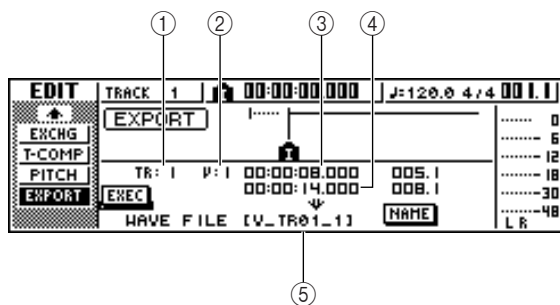 ① ② ③ ④
EDIT TRACK 1 00:00:00.000 ♩=120.0 4/4 001.1
EXCHG EXPORT 0
T-COMP 6
PITCH 12
EXPORT TR: 1 V:1 00:00:08.000 005.1 18
EXEC 00:00:14.000 008.1 30
WAVE FILE [V_TR01_1] NAME 48
L R
⑤